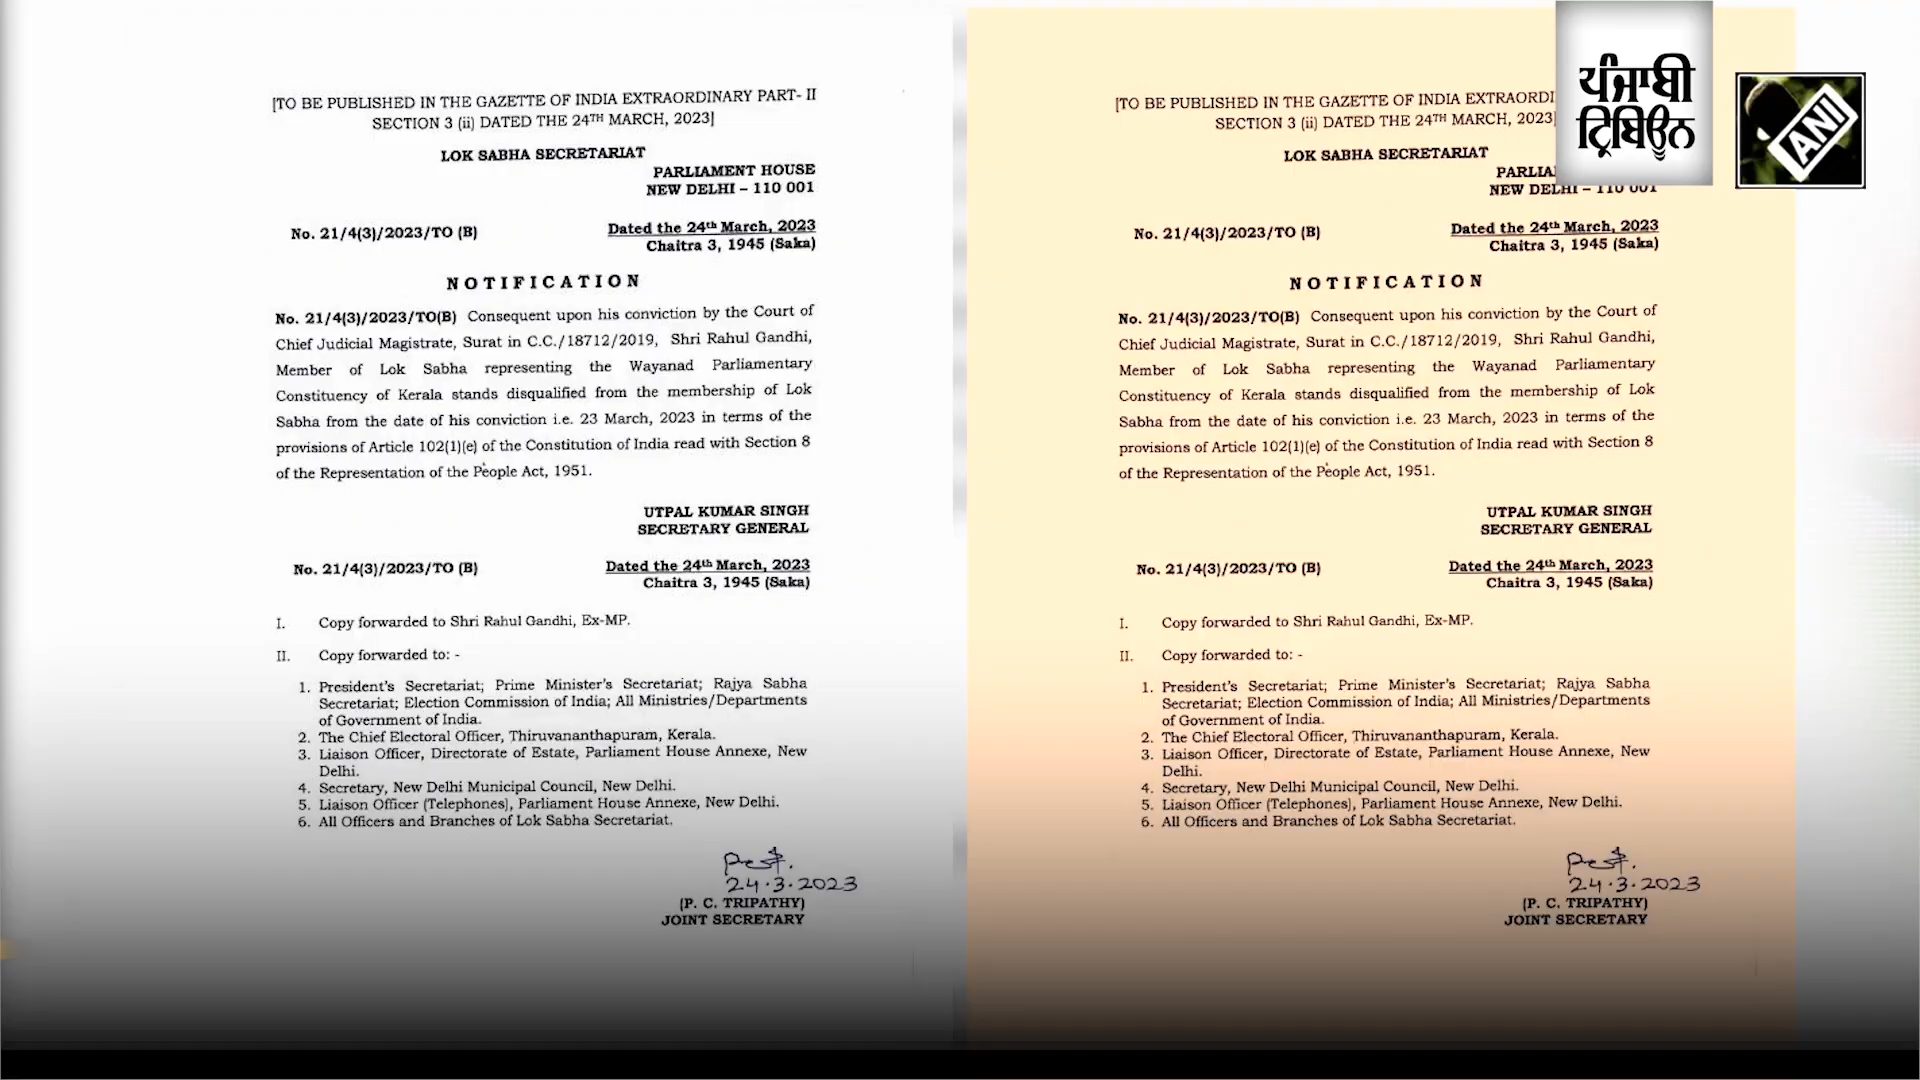 [TO BE PUBLISHED IN THE GAZETTE OF INDIA EXTRAORDINARY PART- II
SECTION 3 (ii) DATED THE 24TH MARCH, 2023]
LOK SABHA SECRETARIAT
PARLIAMENT HOUSE
NEW DELHI – 110 001
No. 21/4(3)/2023/TO (B)
Dated the 24th March, 2023
Chaitra 3, 1945 (Saka)
NOTIFICATION
No. 21/4(3)/2023/TO(B) Consequent upon his conviction by the Court of
Chief Judicial Magistrate, Surat in C.C./18712/2019, Shri Rahul Gandhi,
Member of Lok Sabha representing the Wayanad Parliamentary
Constituency of Kerala stands disqualified from the membership of Lok
Sabha from the date of his conviction i.e. 23 March, 2023 in terms of the
provisions of Article 102(1)(e) of the Constitution of India read with Section 8
of the Representation of the People Act, 1951.
UTPAL KUMAR SINGH
SECRETARY GENERAL
No. 21/4(3)/2023/TO (B)
Dated the 24th March, 2023
Chaitra 3, 1945 (Saka)
I. Copy forwarded to Shri Rahul Gandhi, Ex-MP.
II. Copy forwarded to: -
1. President's Secretariat; Prime Minister's Secretariat; Rajya Sabha
Secretariat; Election Commission of India; All Ministries/Departments
of Government of India.
2. The Chief Electoral Officer, Thiruvananthapuram, Kerala.
3. Liaison Officer, Directorate of Estate, Parliament House Annexe, New
Delhi.
4. Secretary, New Delhi Municipal Council, New Delhi.
5. Liaison Officer (Telephones), Parliament House Annexe, New Delhi.
6. All Officers and Branches of Lok Sabha Secretariat.
24.3.2023
(P. C. TRIPATHY)
JOINT SECRETARY
[TO BE PUBLISHED IN THE GAZETTE OF INDIA
SECTION 3 (ii) DATED THE 24TH MARCH, 2023]
LOK SABHA SECRETARIAT
NEW DELHI – 110 001
No. 21/4(3)/2023/TO (B)
Dated the 24th March, 2023
Chaitra 3, 1945 (Saka)
NOTIFICATION
No. 21/4(3)/2023/TO(B) Consequent upon his conviction by the Court of
Chief Judicial Magistrate, Surat in C.C./18712/2019, Shri Rahul Gandhi,
Member of Lok Sabha representing the Wayanad Parliamentary
Constituency of Kerala stands disqualified from the membership of Lok
Sabha from the date of his conviction i.e. 23 March, 2023 in terms of the
provisions of Article 102(1)(e) of the Constitution of India read with Section 8
of the Representation of the People Act, 1951.
UTPAL KUMAR SINGH
SECRETARY GENERAL
No. 21/4(3)/2023/TO (B)
Dated the 24th March, 2023
Chaitra 3, 1945 (Saka)
I. Copy forwarded to Shri Rahul Gandhi, Ex-MP.
II. Copy forwarded to: -
1. President's Secretariat; Prime Minister's Secretariat; Rajya Sabha
Secretariat; Election Commission of India; All Ministries/Departments
of Government of India.
2. The Chief Electoral Officer, Thiruvananthapuram, Kerala.
3. Liaison Officer, Directorate of Estate, Parliament House Annexe, New
Delhi.
4. Secretary, New Delhi Municipal Council, New Delhi.
5. Liaison Officer (Telephones), Parliament House Annexe, New Delhi.
6. All Officers and Branches of Lok Sabha Secretariat.
24.3.2023
(P. C. TRIPATHY)
JOINT SECRETARY
ਪੰਜਾਬੀ
ਟ੍ਰਿਬਿਊਨ
ANI